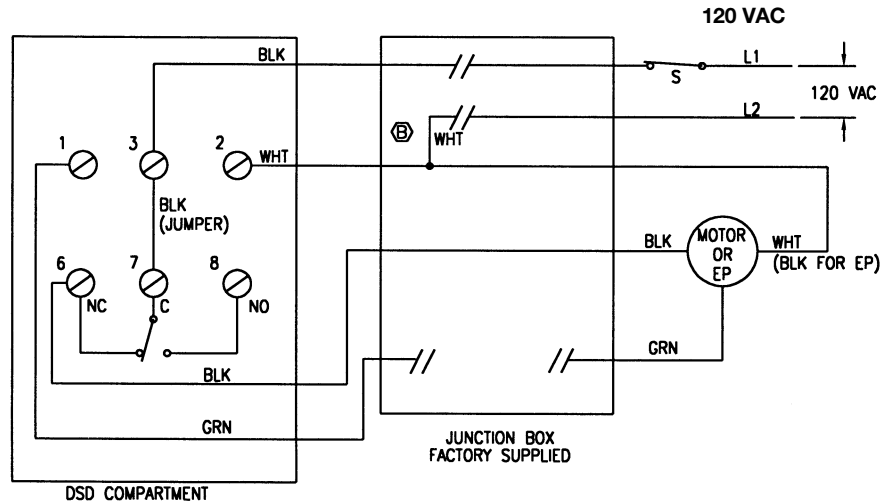 120 VAC
BLK
L1
S
120 VAC
L2
B
WHT
1
3
2
WHT
BLK
(JUMPER)
BLK
MOTOR
OR
EP
WHT
(BLK FOR EP)
6
7
8
NC
C
NO
GRN
BLK
GRN
JUNCTION BOX
FACTORY SUPPLIED
DSD COMPARTMENT